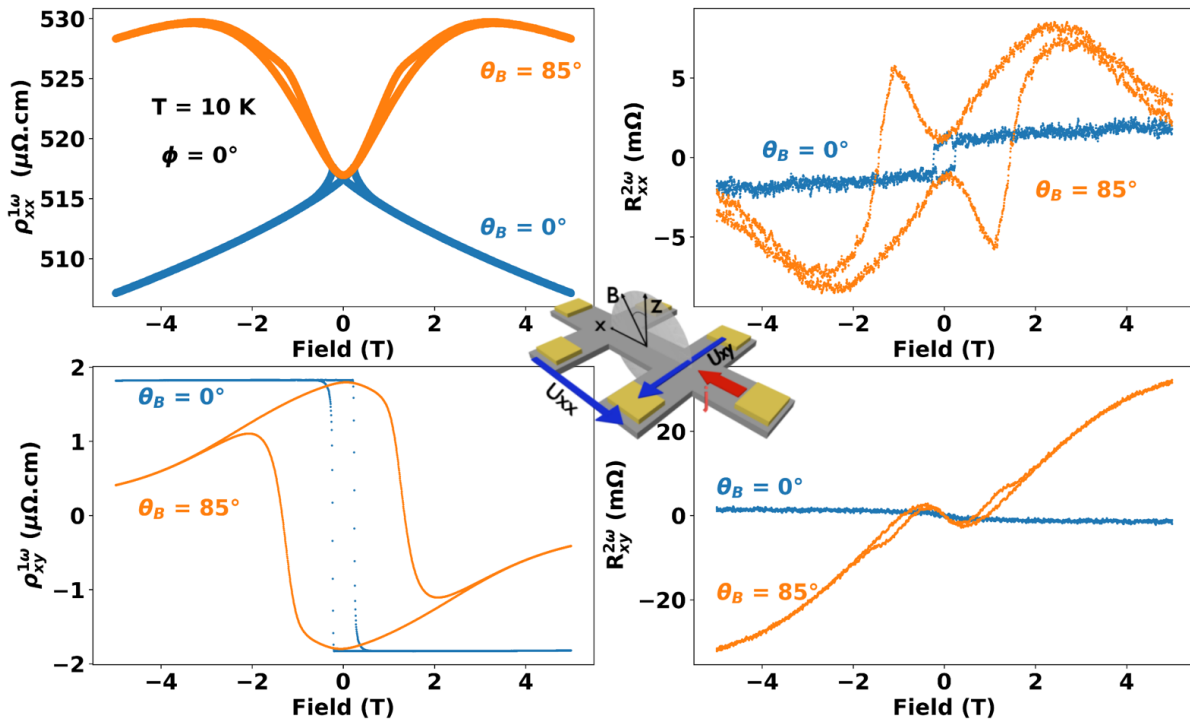 530
525
520
515
510
ρ₍xx₎^1ω (μΩ.cm)
T = 10 K
ϕ = 0°
θ_B = 85°
θ_B = 0°
−4 −2 0 2 4
Field (T)
5
0
−5
R_xx^2ω (mΩ)
θ_B = 0°
θ_B = 85°
−4 −2 0 2 4
Field (T)
B
Z
x
Uxy
Uxx
j
2
1
0
−1
−2
ρ_xy^1ω (μΩ.cm)
θ_B = 0°
θ_B = 85°
−4 −2 0 2 4
Field (T)
20
0
−20
R_xy^2ω (mΩ)
θ_B = 0°
θ_B = 85°
−4 −2 0 2 4
Field (T)